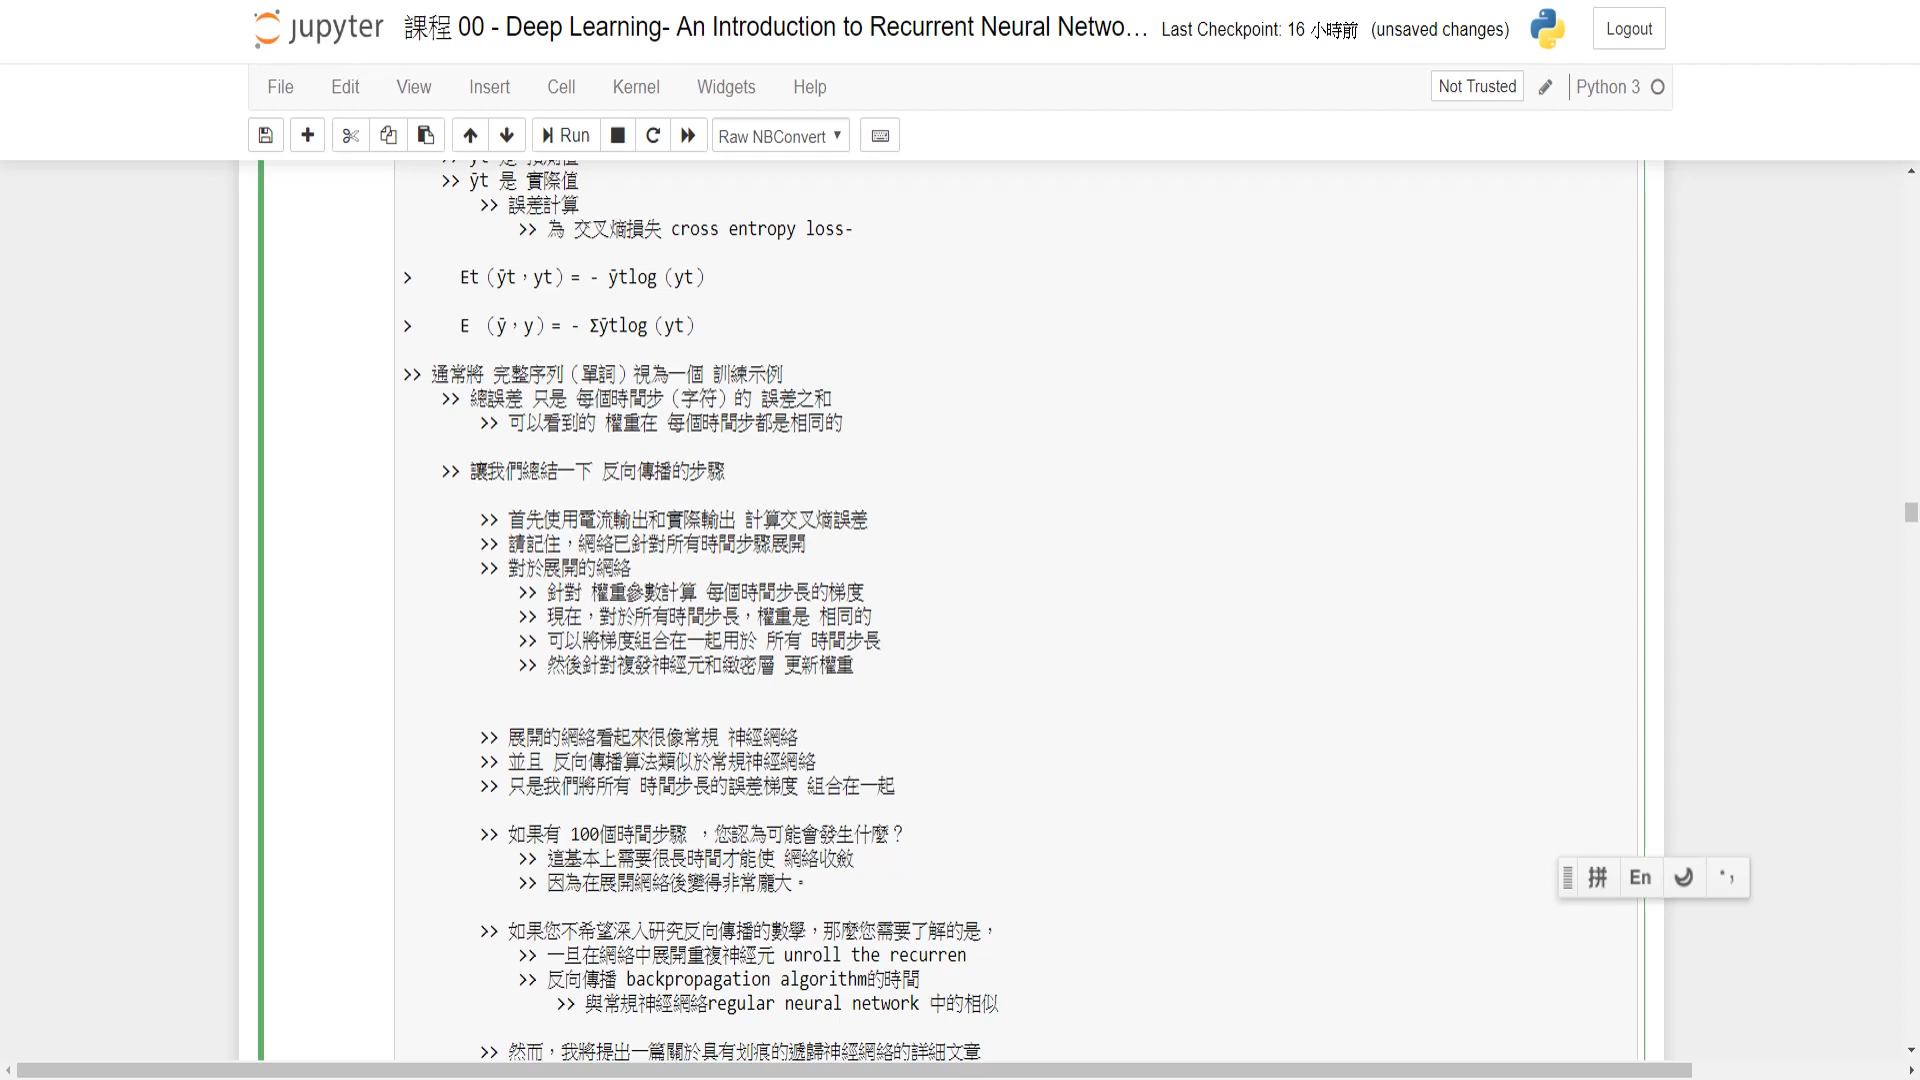 jupyter 課程 00 - Deep Learning- An Introduction to Recurrent Neural Netwo... Last Checkpoint: 16 小時前 (unsaved changes) Logout
File Edit View Insert Cell Kernel Widgets Help Not Trusted Python 3
Run Raw NBConvert
>> ȳt 是 實際值
>> 誤差計算
>> 為 交叉熵損失 cross entropy loss-
> Et（ȳt，yt）= - ȳtlog（yt）
> E （ȳ，y）= - Σȳtlog（yt）
>> 通常將 完整序列（單詞）視為一個 訓練示例
>> 總誤差 只是 每個時間步（字符）的 誤差之和
>> 可以看到的 權重在 每個時間步都是相同的
>> 讓我們總結一下 反向傳播的步驟
>> 首先使用電流輸出和實際輸出 計算交叉熵誤差
>> 請記住，網絡已針對所有時間步驟展開
>> 對於展開的網絡
>> 針對 權重參數計算 每個時間步長的梯度
>> 現在，對於所有時間步長，權重是 相同的
>> 可以將梯度組合在一起用於 所有 時間步長
>> 然後針對複發神經元和緻密層 更新權重
>> 展開的網絡看起來很像常規 神經網絡
>> 並且 反向傳播算法類似於常規神經網絡
>> 只是我們將所有 時間步長的誤差梯度 組合在一起
>> 如果有 100個時間步驟 ，您認為可能會發生什麼？
>> 這基本上需要很長時間才能使 網絡收斂
>> 因為在展開網絡後變得非常龐大。
>> 如果您不希望深入研究反向傳播的數學，那麼您需要了解的是，
>> 一旦在網絡中展開重複神經元 unroll the recurren
>> 反向傳播 backpropagation algorithm的時間
>> 與常規神經網絡regular neural network 中的相似
>> 然而，我將提出一篇關於具有划痕的遞歸神經網絡的詳細文章
拼 En